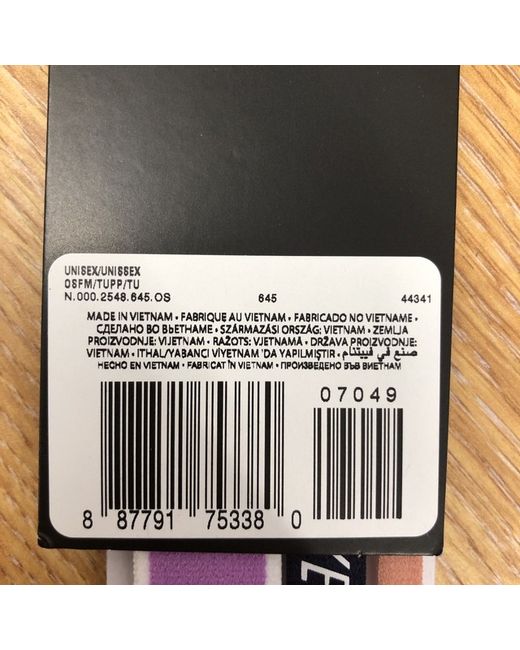 UNISEX/UNISSEX
OSFM/TUPP/TU
N.000.2548.645.OS 645 44341
MADE IN VIETNAM • FABRIQUE AU VIETNAM • FABRICADO NO VIETNAME •
СДЕЛАНО ВО ВЬЕТНАМЕ • SZÁRMAZÁSI ORSZÁG: VIETNAM • ZEMLJA
PROIZVODNJE: VIJETNAM • RAŽOTS: VJETNAMĀ • DRŽAVA PROIZVODNJE:
VIETNAM • ITHAL/YABANCI VİYETNAM 'DA YAPILMIŞTIR • صنع في فييتنام •
HECHO EN VIETNAM • FABRICAT ÎN VIETNAM • ПРОИЗВЕДЕНО ВЪВ ВИЕТНАМ
07049
8 87791 75338 0